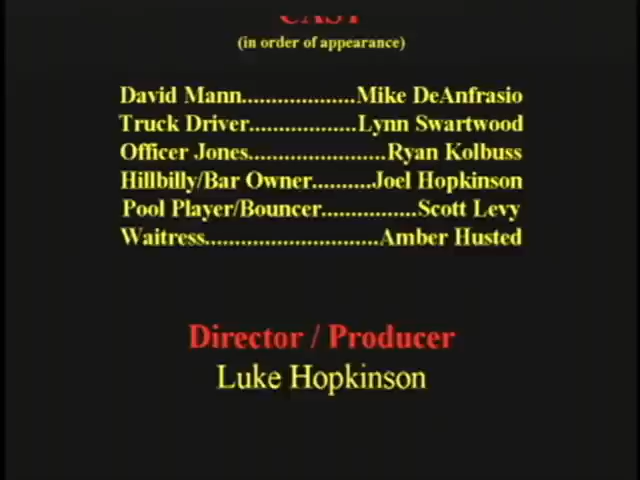 CAST
(in order of appearance)
David Mann...................Mike DeAnfrasio
Truck Driver..................Lynn Swartwood
Officer Jones.......................Ryan Kolbuss
Hillbilly/Bar Owner..........Joel Hopkinson
Pool Player/Bouncer................Scott Levy
Waitress.............................Amber Husted
Director / Producer
Luke Hopkinson